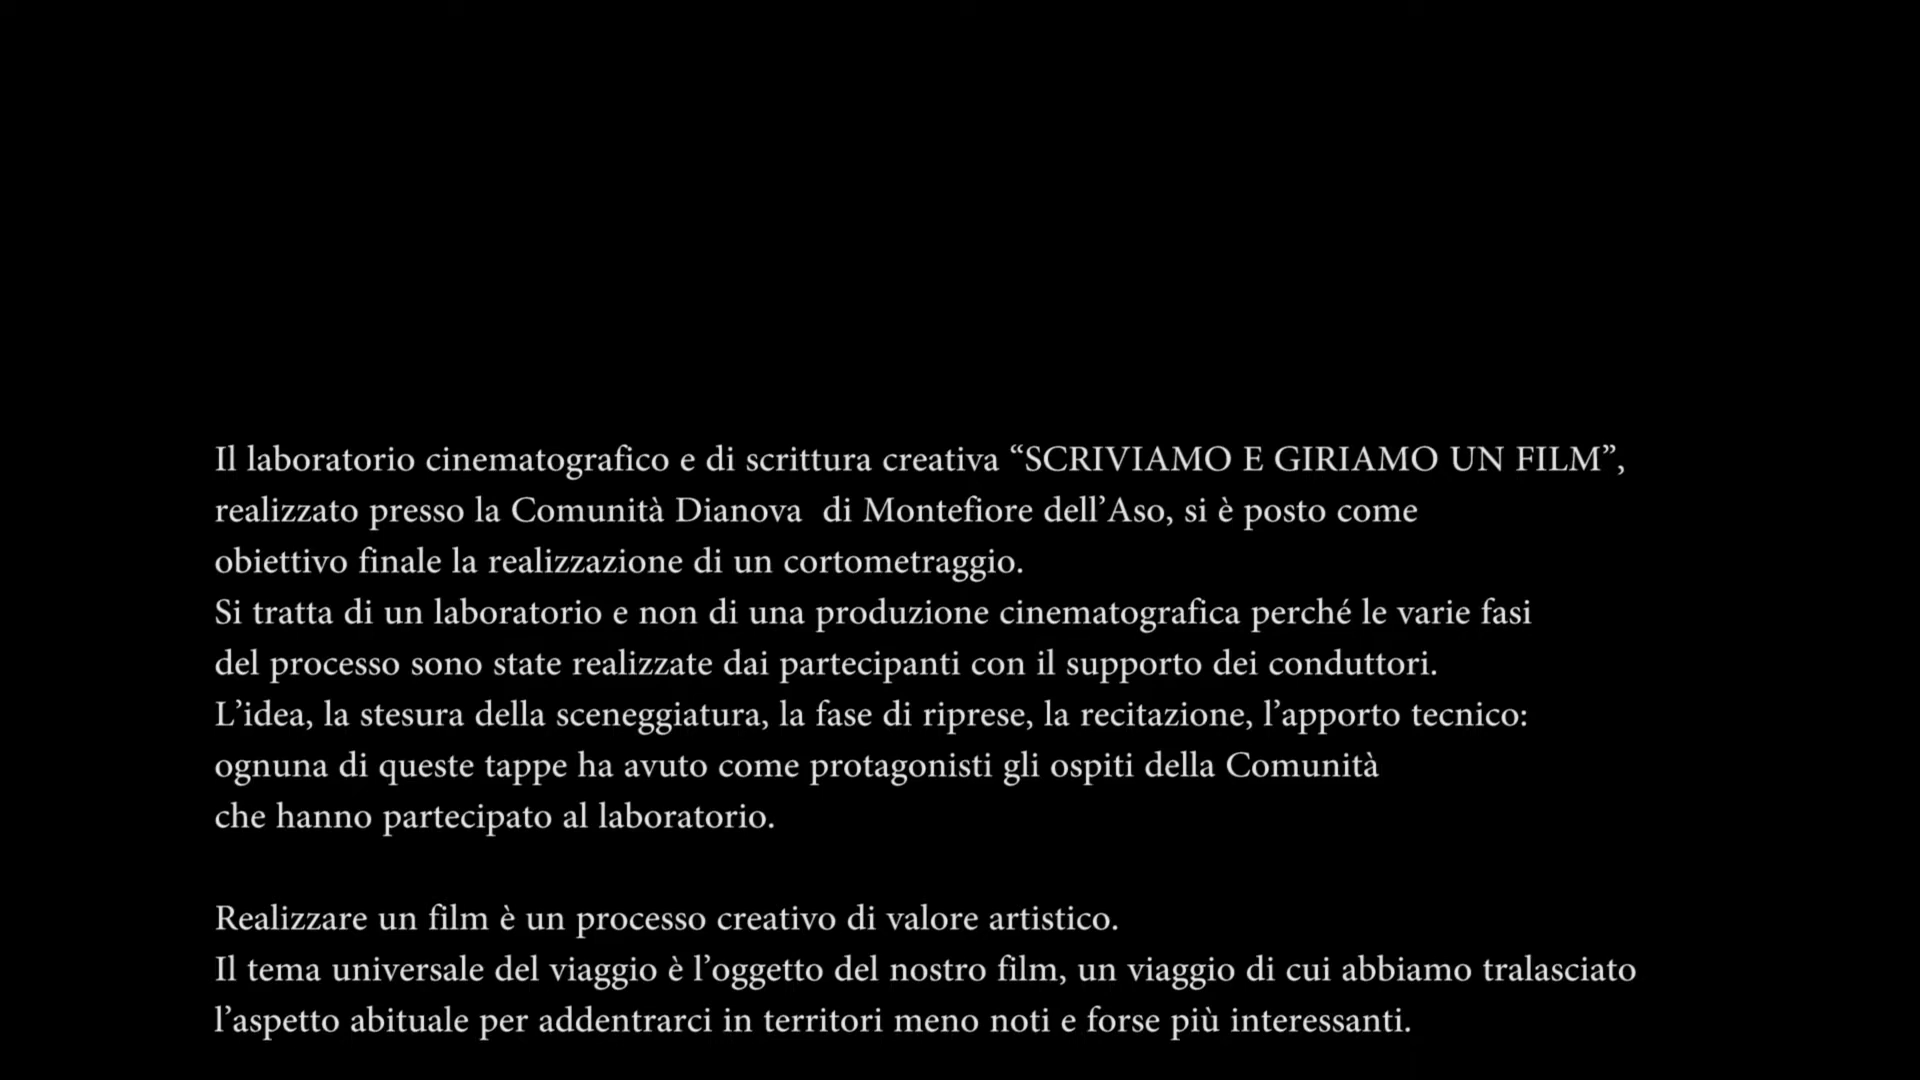 Il laboratorio cinematografico e di scrittura creativa “SCRIVIAMO E GIRIAMO UN FILM”,
realizzato presso la Comunità Dianova  di Montefiore dell’Aso, si è posto come
obiettivo finale la realizzazione di un cortometraggio.
Si tratta di un laboratorio e non di una produzione cinematografica perché le varie fasi
del processo sono state realizzate dai partecipanti con il supporto dei conduttori.
L’idea, la stesura della sceneggiatura, la fase di riprese, la recitazione, l’apporto tecnico:
ognuna di queste tappe ha avuto come protagonisti gli ospiti della Comunità
che hanno partecipato al laboratorio.
Realizzare un film è un processo creativo di valore artistico.
Il tema universale del viaggio è l’oggetto del nostro film, un viaggio di cui abbiamo tralasciato
l’aspetto abituale per addentrarci in territori meno noti e forse più interessanti.